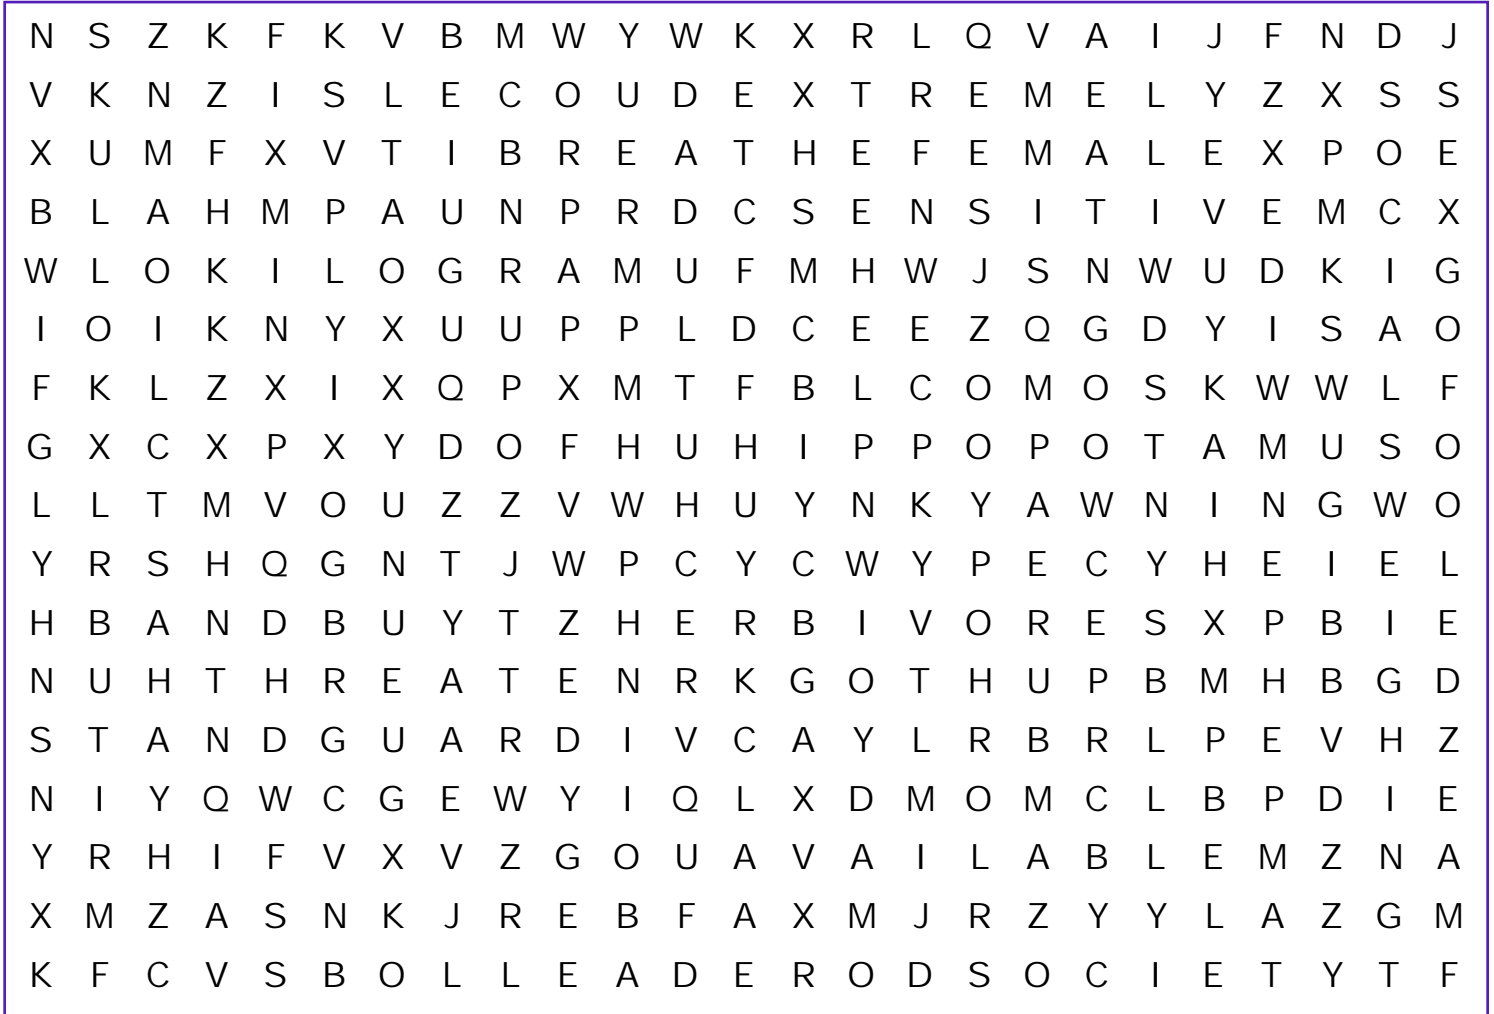 N S Z K F K V B M W Y W K X R L Q V A I J F N D J
V K N Z I S L E C O U D E X T R E M E L Y Z X S S
X U M F X V T I B R E A T H E F E M A L E X P O E
B L A H M P A U N P R D C S E N S I T I V E M C X
W L O K I L O G R A M U F M H W J S N W U D K I G
I O I K N Y X U U P P L D C E E Z Q G D Y I S A O
F K L Z X I X Q P X M T F B L C O M O S K W W L F
G X C X P X Y D O F H U H I P P O P O T A M U S O
L L T M V O U Z Z V W H U Y N K Y A W N I N G W O
Y R S H Q G N T J W P C Y C W Y P E C Y H E I E L
H B A N D B U Y T Z H E R B I V O R E S X P B I E
N U H T H R E A T E N R K G O T H U P B M H B G D
S T A N D G U A R D I V C A Y L R B R L P E V H Z
N I Y Q W C G E W Y I Q L X D M O M C L B P D I E
Y R H I F V X V Z G O U A V A I L A B L E M Z N A
X M Z A S N K J R E B F A X M J R Z Y Y L A Z G M
K F C V S B O L L E A D E R O D S O C I E T Y T F